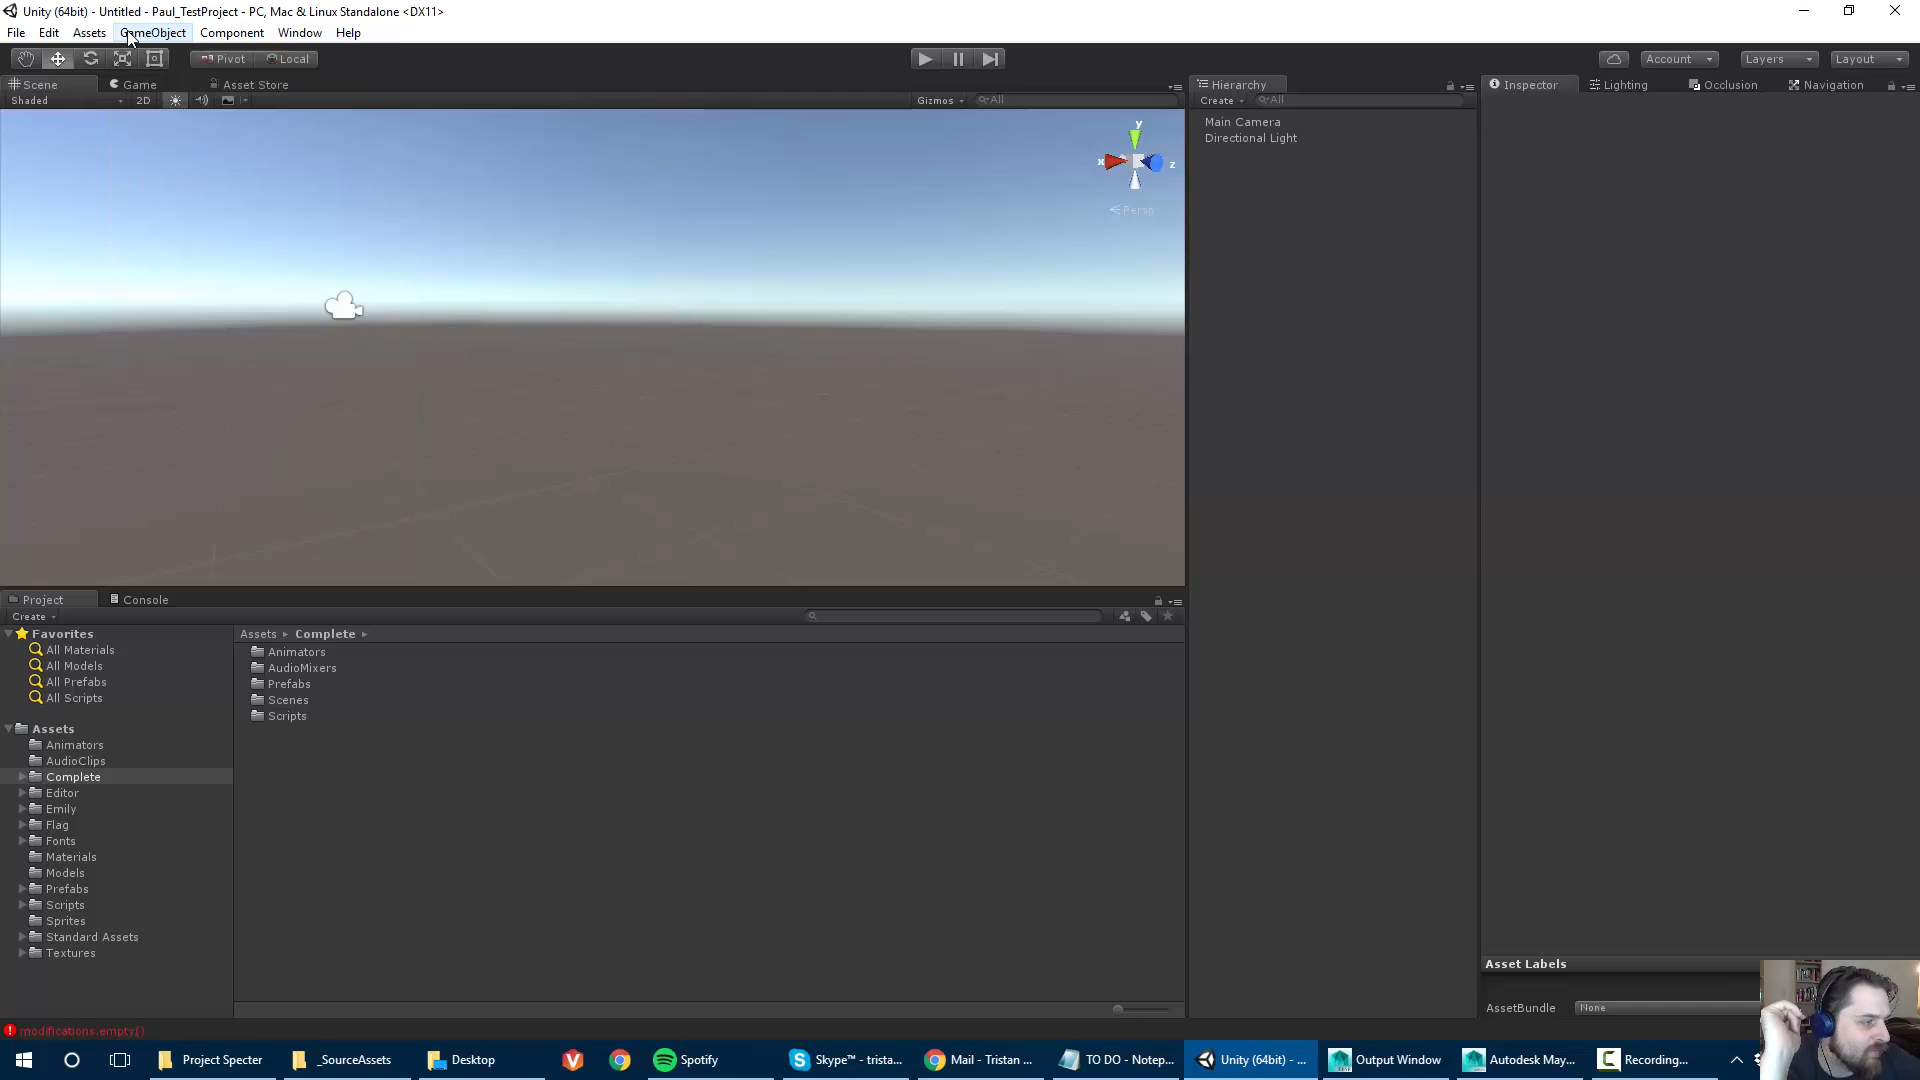 Unity (64bit) - Untitled - Paul_TestProject - PC, Mac & Linux Standalone <DX11>
File Edit Assets GameObject Component Window Help
Pivot Local Account Layers Layout
Scene Game Asset Store Hierarchy Inspector Lighting Occlusion Navigation
Shaded 2D Gizmos All Create All
Main Camera
Directional Light
y
x z
Persp
Project Console
Create
Favorites
All Materials
All Models
All Prefabs
All Scripts
Assets
Animators
AudioClips
Complete
Editor
Emily
Flag
Fonts
Materials
Models
Prefabs
Scripts
Sprites
Standard Assets
Textures
Assets Complete
Animators
AudioMixers
Prefabs
Scenes
Scripts
Asset Labels
AssetBundle None
modifications.empty()
Project Specter _SourceAssets Desktop Spotify Skype™ - trista... Mail - Tristan ... TO DO - Notep... Unity (64bit) - ... Output Window Autodesk May... Recording...